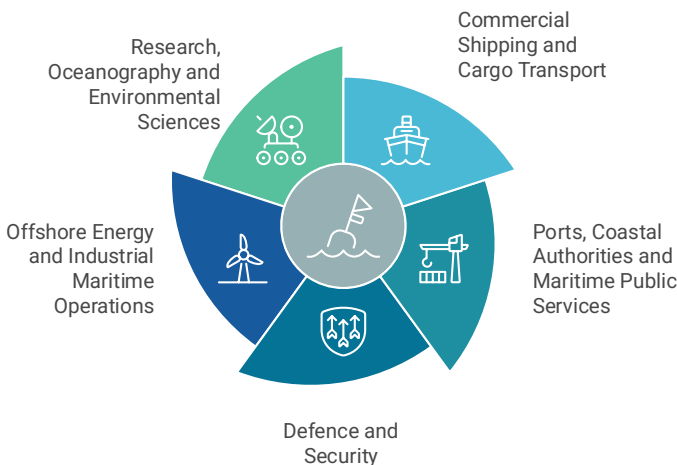 Commercial
Shipping and
Cargo Transport
Research,
Oceanography and
Environmental
Sciences
Offshore Energy
and Industrial
Maritime
Operations
Ports, Coastal
Authorities and
Maritime Public
Services
Defence and
Security